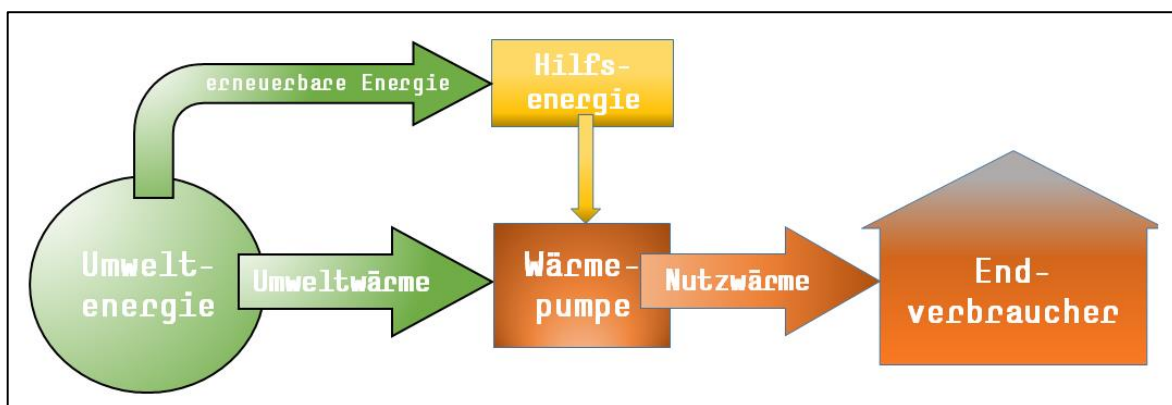 erneuerbare Energie
Hilfs-
energie
Umwelt-
energie
Umweltwärme
Wärme-
pumpe
Nutzwärme
End-
verbraucher